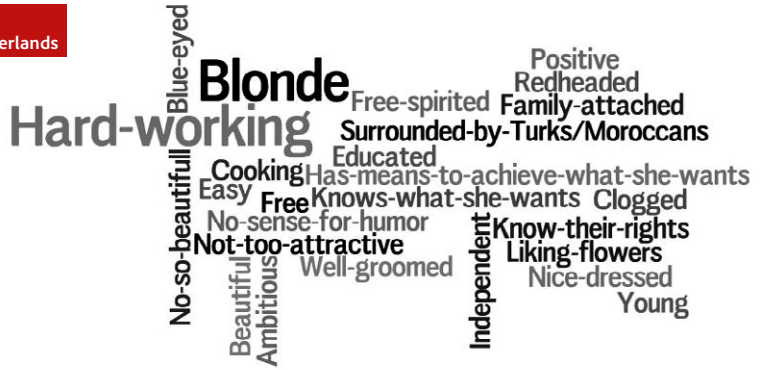 erlands
Blue-eyed
Blonde
Positive
Redheaded
Free-spirited
Family-attached
Hard-working
Surrounded-by-Turks/Moroccans
Educated
Cooking
Has-means-to-achieve-what-she-wants
Easy
Free
Knows-what-she-wants
Clogged
No-so-beautifull
No-sense-for-humor
Know-their-rights
Not-too-attractive
Independent
Liking-flowers
Well-groomed
Nice-dressed
Beautiful
Ambitious
Young